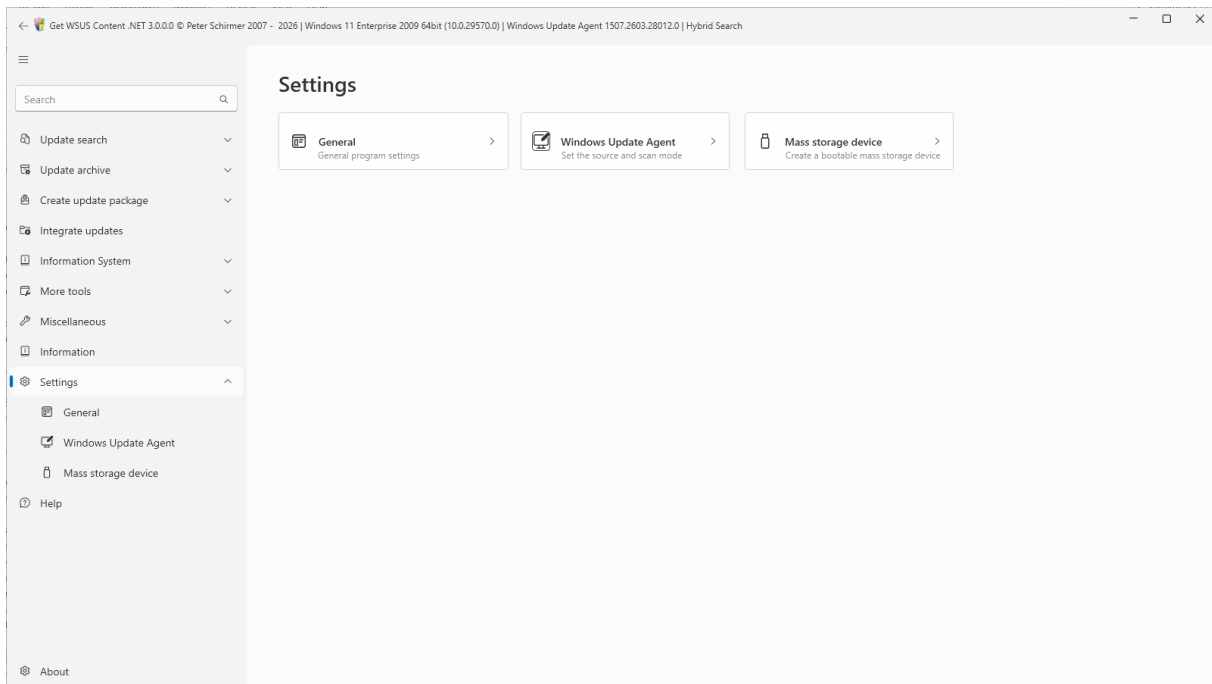 Get WSUS Content .NET 3.0.0.0 © Peter Schirmer 2007 - 2026 | Windows 11 Enterprise 2009 64bit (10.0.29570.0) | Windows Update Agent 1507.2603.28012.0 | Hybrid Search
Search
Update search
Update archive
Create update package
Integrate updates
Information System
More tools
Miscellaneous
Information
Settings
General
Windows Update Agent
Mass storage device
Help
About
Settings
General
General program settings
Windows Update Agent
Set the source and scan mode
Mass storage device
Create a bootable mass storage device